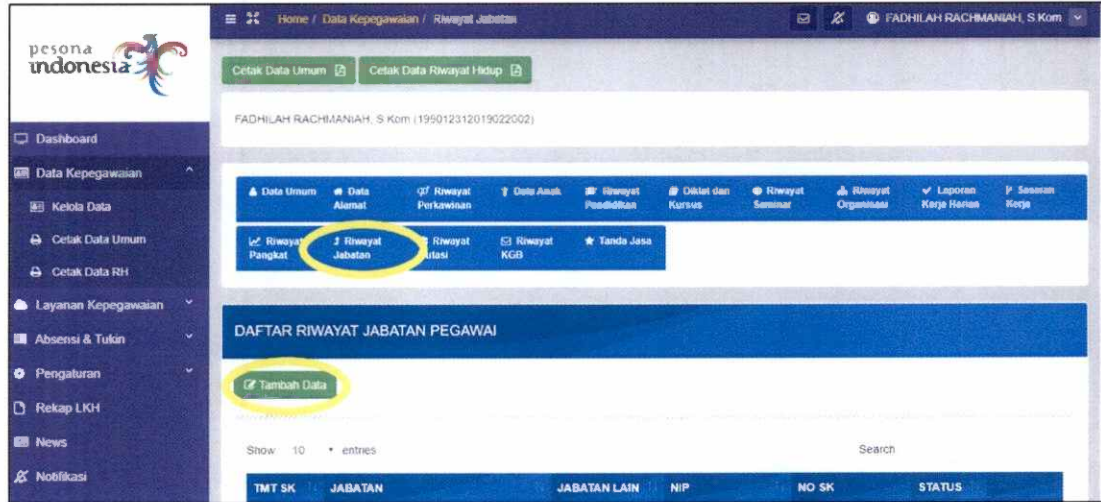 pesona
indonesia
Home / Data Kepegawaian / Riwayat Jabatan
FADHILAH RACHMANIAH, S.Kom
Cetak Data Umum
Cetak Data Riwayat Hidup
FADHILAH RACHMANIAH, S.Kom (199012312019022002)
Dashboard
Data Kepegawaian
Kelola Data
Cetak Data Umum
Cetak Data RH
Layanan Kepegawaian
Absensi & Tukin
Pengaturan
Rekap LKH
News
Notifikasi
Data Umum
Data Alamat
Riwayat Perkawinan
Data Anak
Riwayat Pendidikan
Diklat dan Kursus
Riwayat Seminar
Riwayat Organisasi
Laporan Kerja Harian
Sasaran Kerja
Riwayat Pangkat
Riwayat Jabatan
Riwayat utasi
Riwayat KGB
Tanda Jasa
DAFTAR RIWAYAT JABATAN PEGAWAI
Tambah Data
Show 10 entries
Search
TMT SK JABATAN JABATAN LAIN NIP NO SK STATUS